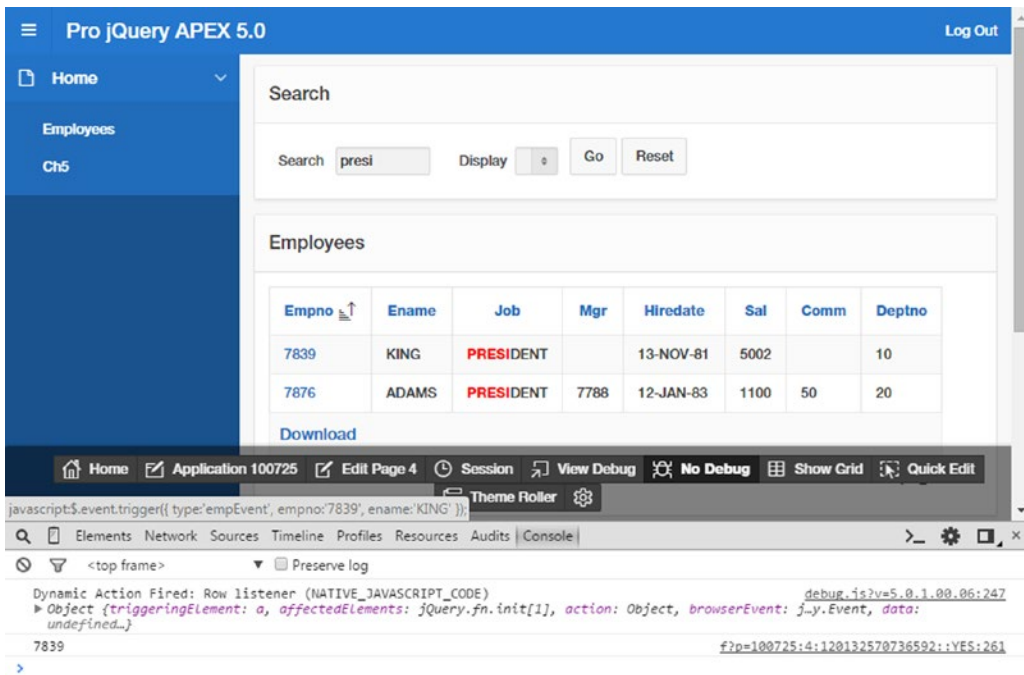 Pro jQuery APEX 5.0
Log Out
Home
Employees
Ch5
Search
Search presi Display Go Reset
Employees
Empno Ename Job Mgr Hiredate Sal Comm Deptno
7839 KING PRESIDENT 13-NOV-81 5002 10
7876 ADAMS PRESIDENT 7788 12-JAN-83 1100 50 20
Download
Home Application 100725 Edit Page 4 Session View Debug No Debug Show Grid Quick Edit
Theme Roller
javascript:$.event.trigger({ type:'empEvent', empno:'7839', ename:'KING' });
Elements Network Sources Timeline Profiles Resources Audits Console
<top frame> Preserve log
Dynamic Action Fired: Row listener (NATIVE_JAVASCRIPT_CODE) debug.js?v=5.0.1.00.06:247
Object {triggeringElement: a, affectedElements: jQuery.fn.init[1], action: Object, browserEvent: j…y.Event, data:
undefined…}
7839 f?p=100725:4:120132570736592::YES:261